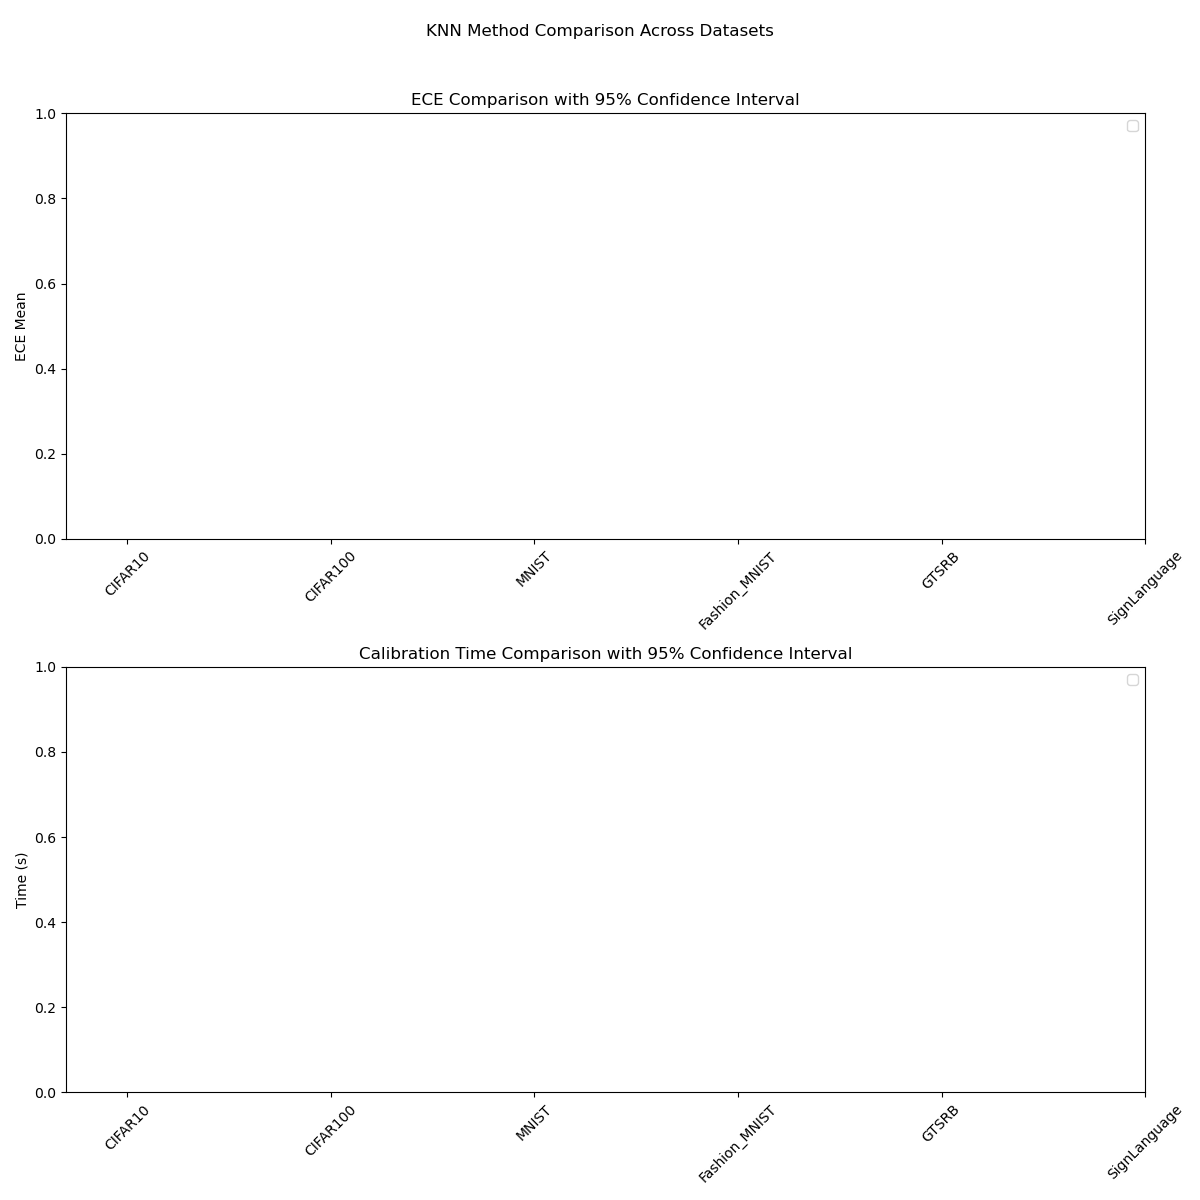 KNN Method Comparison Across Datasets
ECE Comparison with 95% Confidence Interval
1.0
0.8
0.6
0.4
0.2
0.0
ECE Mean
CIFAR10
CIFAR100
MNIST
Fashion_MNIST
GTSRB
SignLanguage
Calibration Time Comparison with 95% Confidence Interval
1.0
0.8
0.6
0.4
0.2
0.0
Time (s)
CIFAR10
CIFAR100
MNIST
Fashion_MNIST
GTSRB
SignLanguage